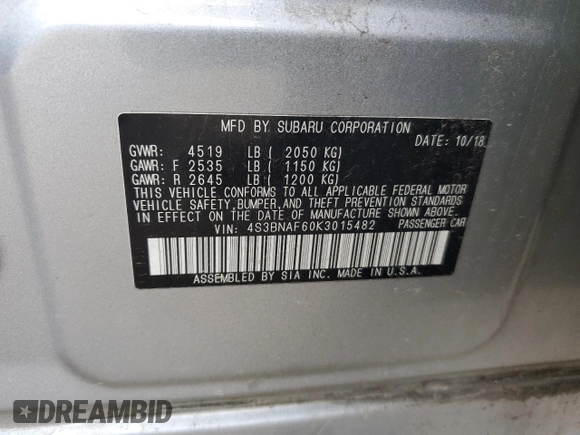 MFD BY SUBARU CORPORATION
DATE: 10/18
GVWR: 4519 LB ( 2050 KG)
GAWR: F 2535 LB ( 1150 KG)
GAWR: R 2645 LB ( 1200 KG)
THIS VEHICLE CONFORMS TO ALL APPLICABLE FEDERAL MOTOR
VEHICLE SAFETY,BUMPER,AND THEFT PREVENTION STANDARDS
IN EFFECT ON THE DATE OF MANUFACTURE SHOWN ABOVE.
VIN: 4S3BNAF60K3015482 PASSENGER CAR
ASSEMBLED BY SIA INC. MADE IN U.S.A.
DREAMBID